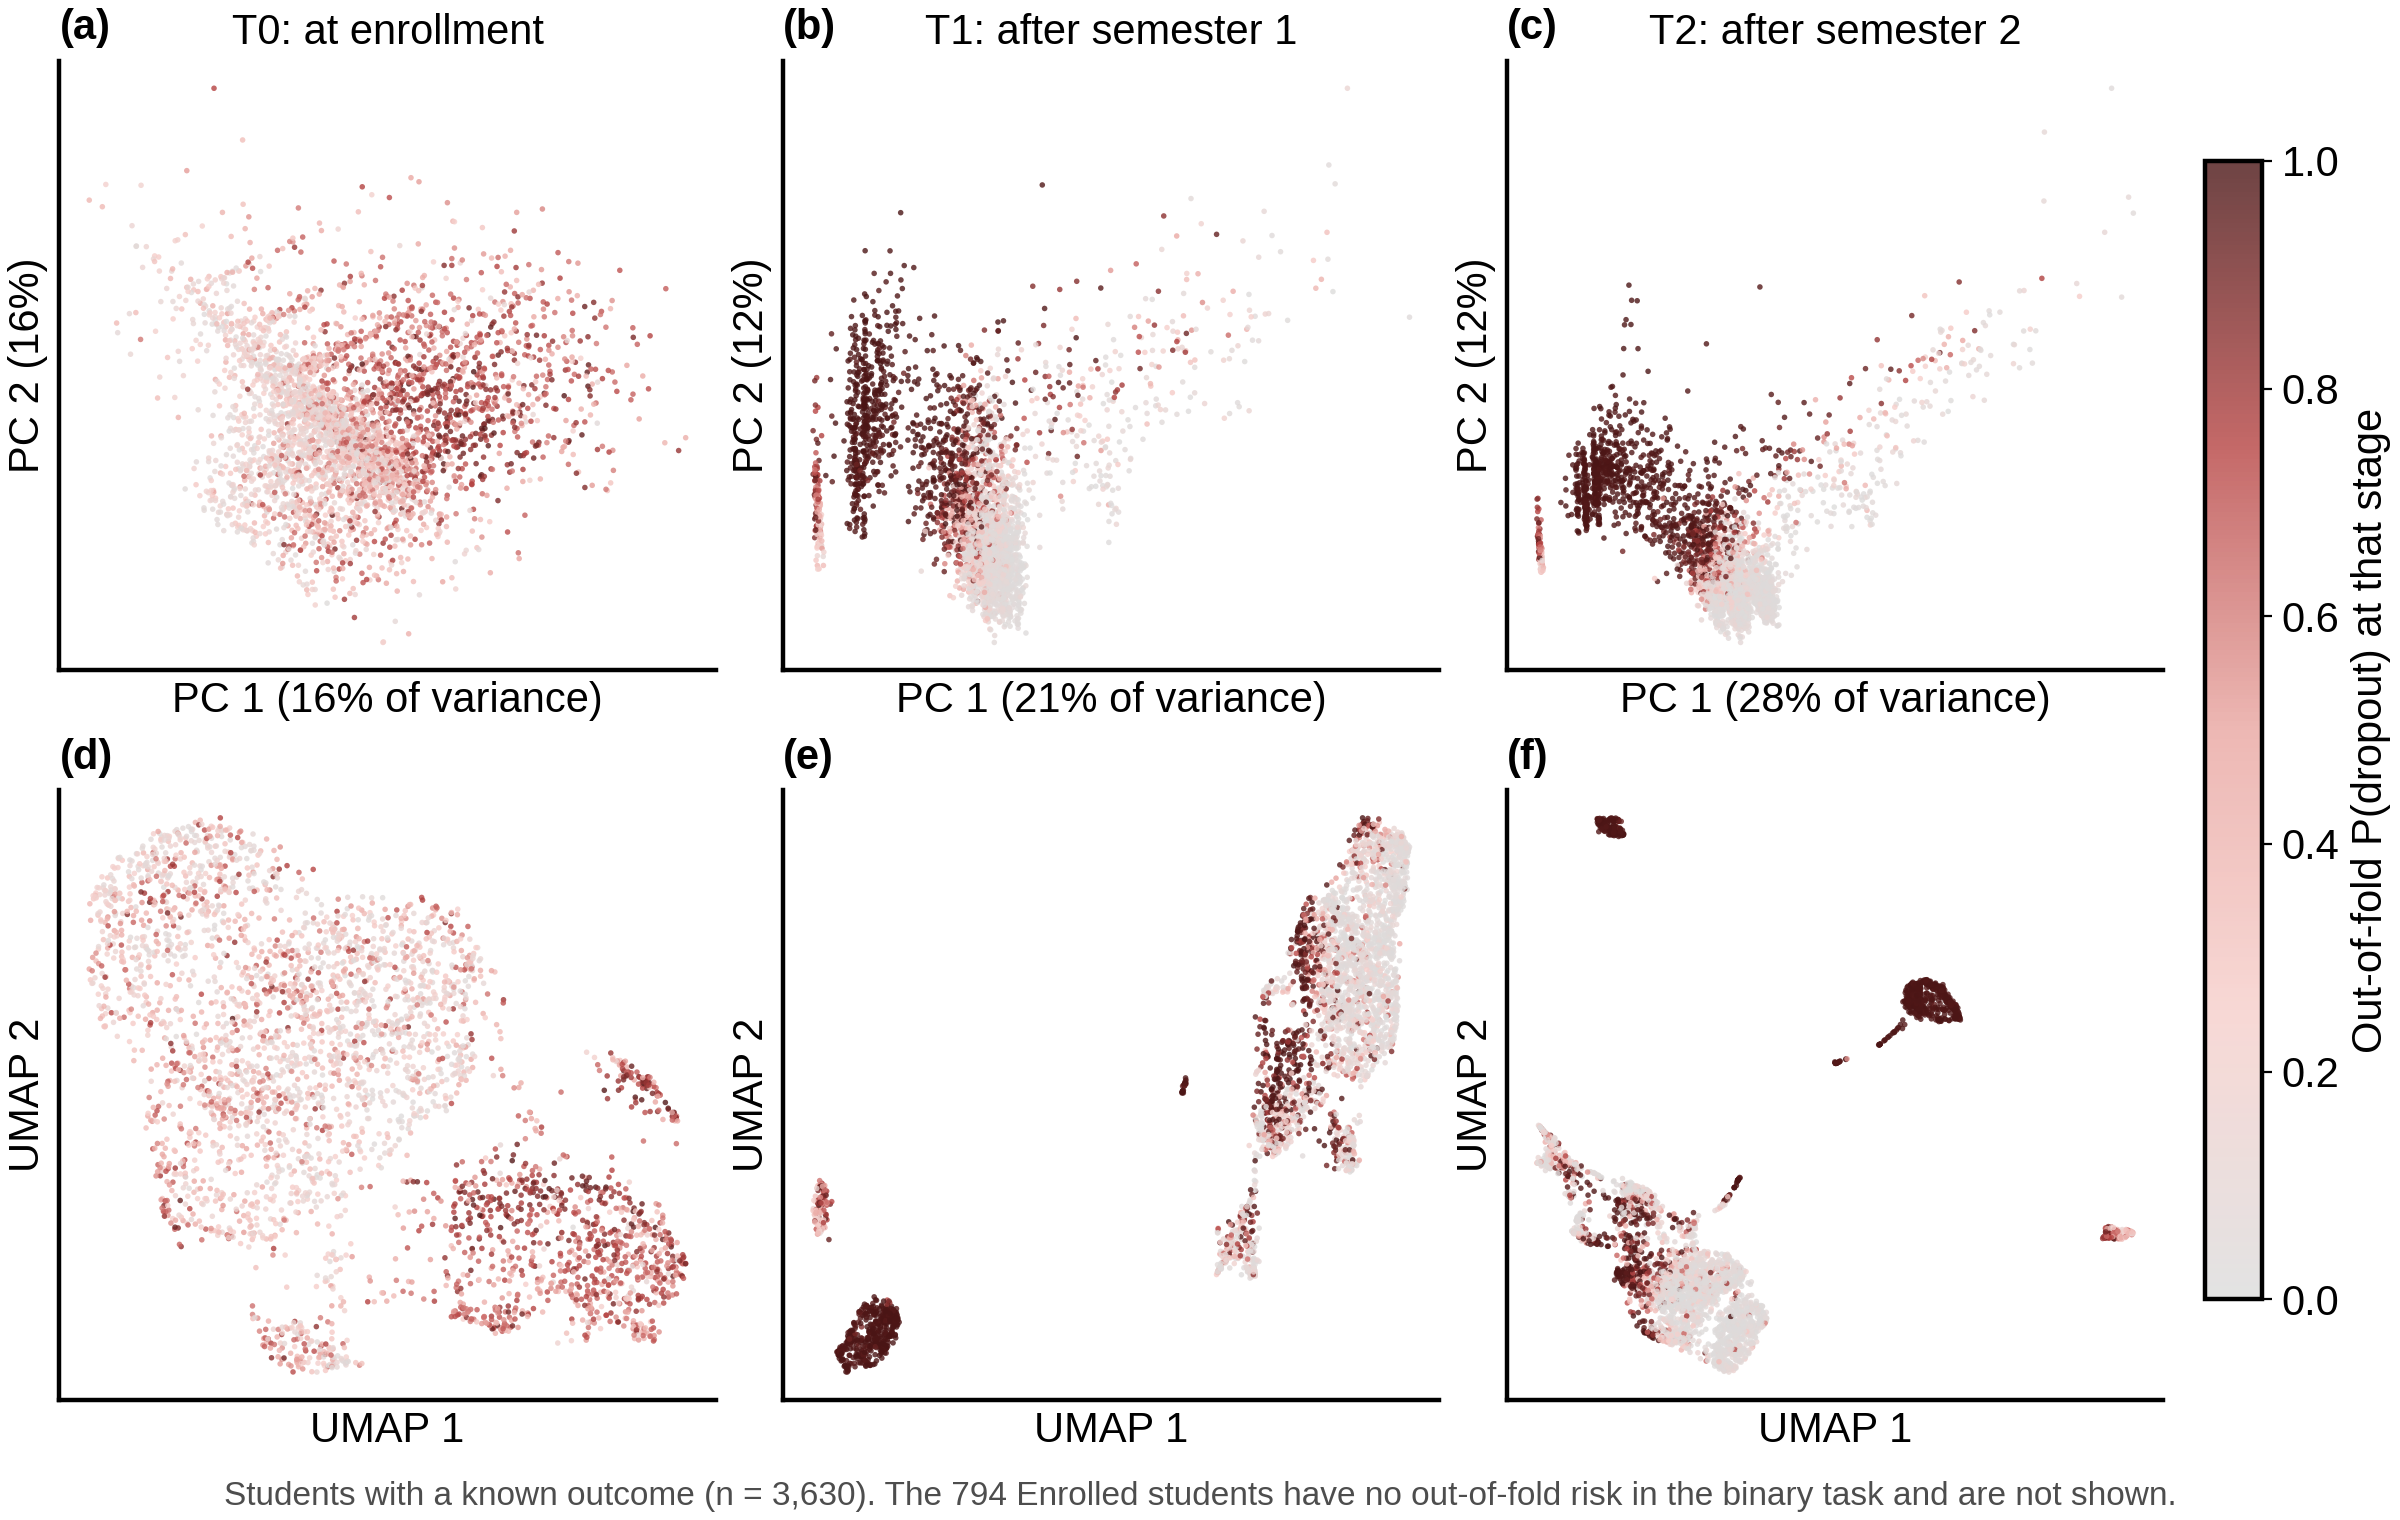 (a) T0: at enrollment
(b) T1: after semester 1
(c) T2: after semester 2
PC 2 (16%)
PC 1 (16% of variance)
PC 2 (12%)
PC 1 (21% of variance)
PC 2 (12%)
PC 1 (28% of variance)
(d)
UMAP 2
UMAP 1
(e)
UMAP 2
UMAP 1
(f)
UMAP 2
UMAP 1
1.0
0.8
0.6
0.4
0.2
0.0
Out-of-fold P(dropout) at that stage
Students with a known outcome (n = 3,630). The 794 Enrolled students have no out-of-fold risk in the binary task and are not shown.